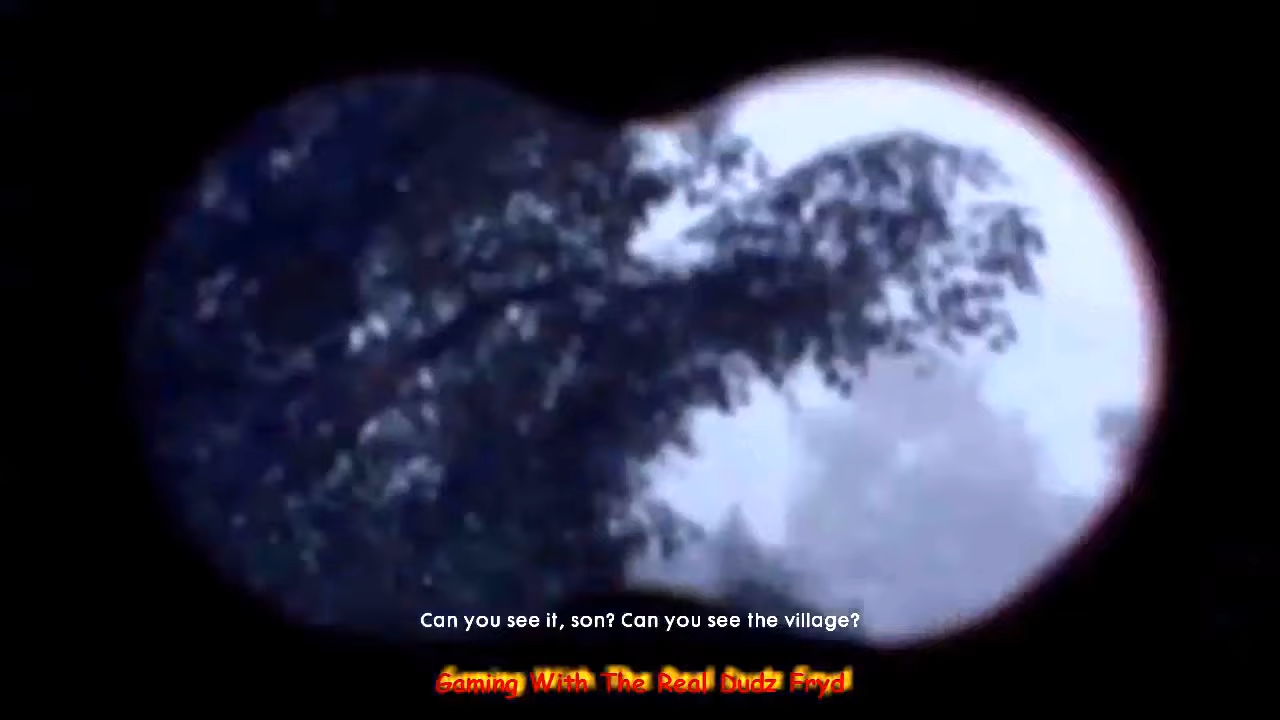 Can you see it, son? Can you see the village?
Gaming With The Real Dudz Fryd